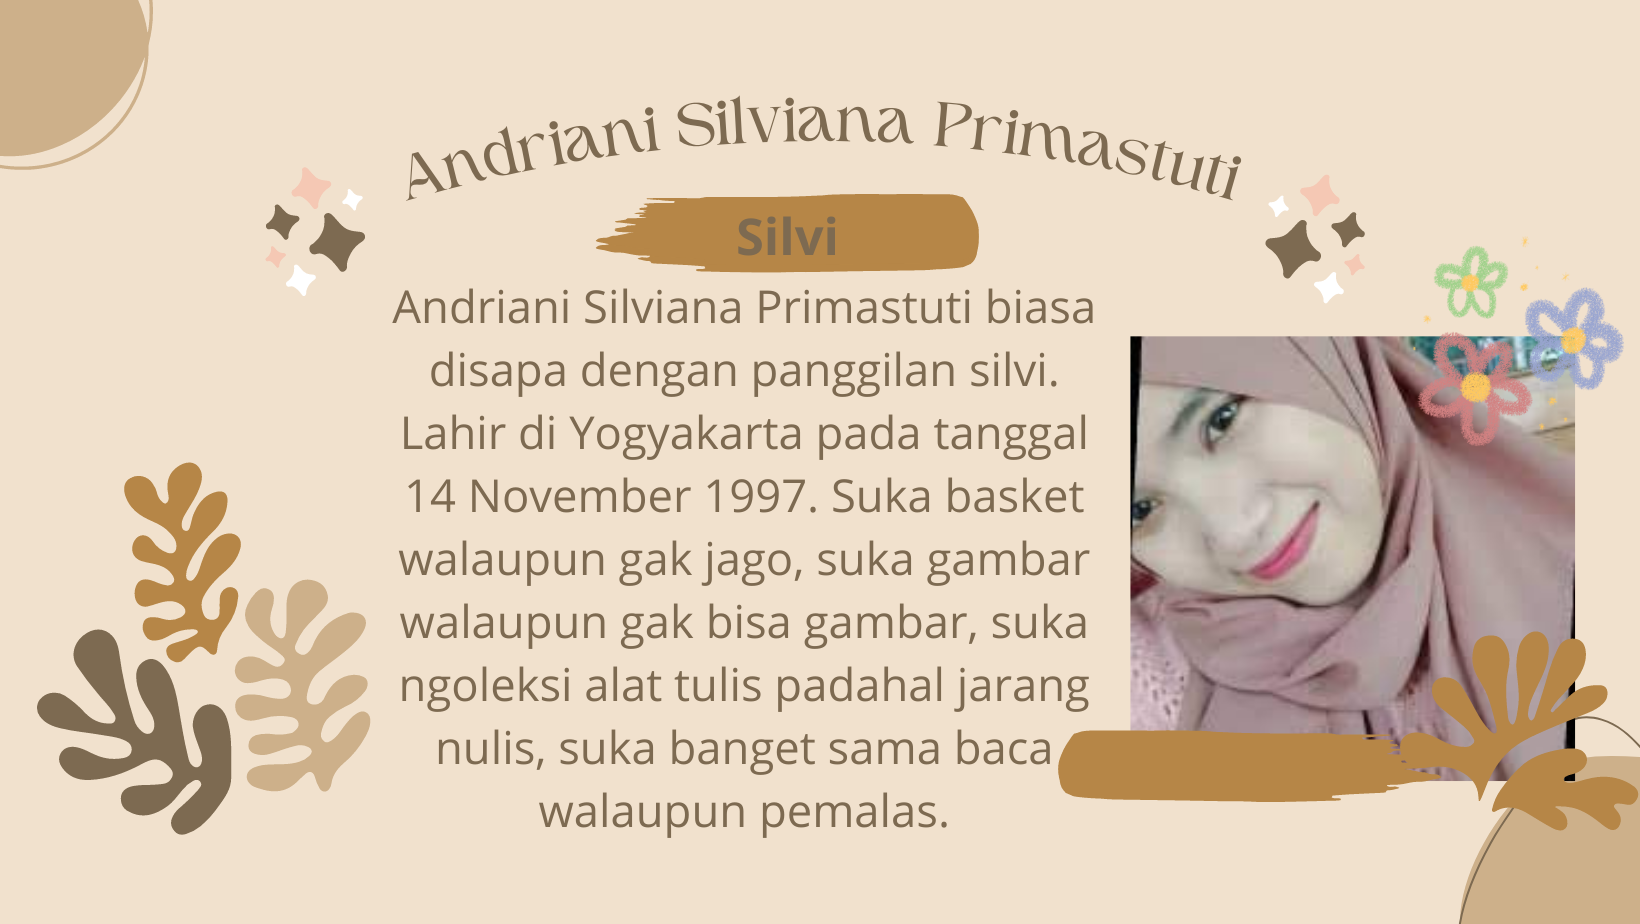 Andriani Silviana Primastuti
Silvi
Andriani Silviana Primastuti biasa
disapa dengan panggilan silvi.
Lahir di Yogyakarta pada tanggal
14 November 1997. Suka basket
walaupun gak jago, suka gambar
walaupun gak bisa gambar, suka
ngoleksi alat tulis padahal jarang
nulis, suka banget sama baca
walaupun pemalas.